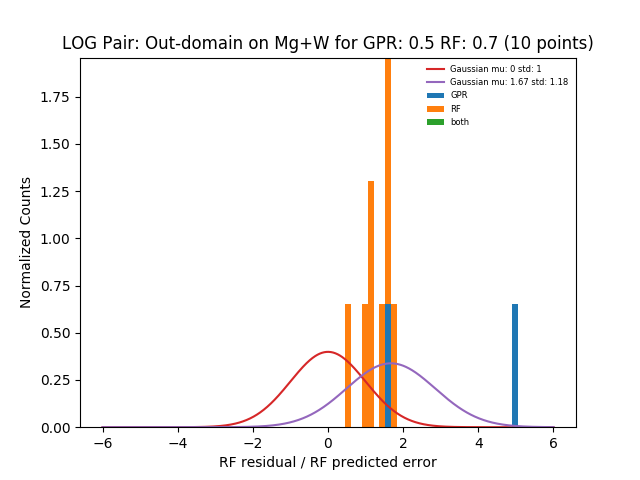 LOG Pair: Out-domain on Mg+W for GPR: 0.5 RF: 0.7 (10 points)
Gaussian mu: 0 std: 1
Gaussian mu: 1.67 std: 1.18
GPR
RF
both
Normalized Counts
1.75
1.50
1.25
1.00
0.75
0.50
0.25
0.00
−6 −4 −2 0 2 4 6
RF residual / RF predicted error